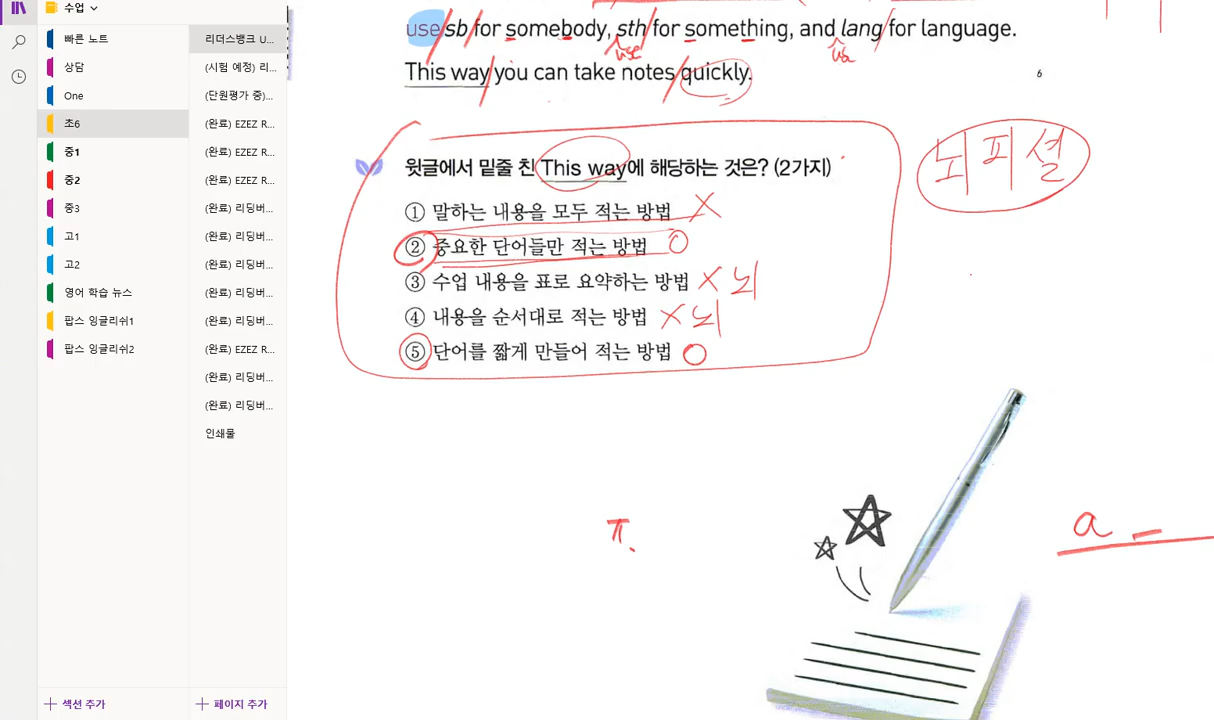 수업
빠른 노트
상담
One
초6
중1
중2
중3
고1
고2
영어 학습 뉴스
팝스 잉글리쉬1
팝스 잉글리쉬2
섹션 추가
리더스뱅크 U...
(시험 예정) 리...
(단원평가 중)...
(완료) EZEZ R...
(완료) EZEZ R...
(완료) EZEZ R...
(완료) 리딩버...
(완료) 리딩버...
(완료) 리딩버...
(완료) 리딩버...
(완료) 리딩버...
(완료) EZEZ R...
(완료) 리딩버...
(완료) 리딩버...
인쇄물
페이지 추가
use sb for somebody, sth for something, and lang for language.
use
us
This way you can take notes quickly.
6
윗글에서 밑줄 친 This way에 해당하는 것은? (2가지)
뇌피셜
① 말하는 내용을 모두 적는 방법 X
② 중요한 단어들만 적는 방법 O
③ 수업 내용을 표로 요약하는 방법 X 뇌
④ 내용을 순서대로 적는 방법 X 뇌
⑤ 단어를 짧게 만들어 적는 방법 O
π.
a